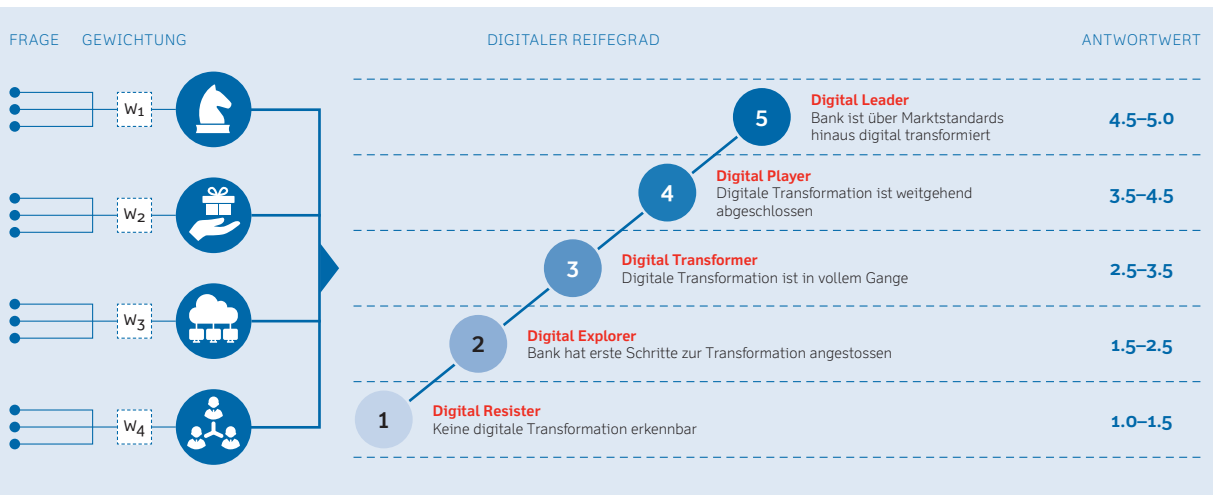 FRAGE GEWICHTUNG DIGITALER REIFEGRAD ANTWORTWERT
W1
5
Digital Leader
Bank ist über Marktstandards
hinaus digital transformiert
4.5–5.0
W2
4
Digital Player
Digitale Transformation ist weitgehend
abgeschlossen
3.5–4.5
3
Digital Transformer
Digitale Transformation ist in vollem Gange
2.5–3.5
W3
2
Digital Explorer
Bank hat erste Schritte zur Transformation angestossen
1.5–2.5
W4
1
Digital Resister
Keine digitale Transformation erkennbar
1.0–1.5